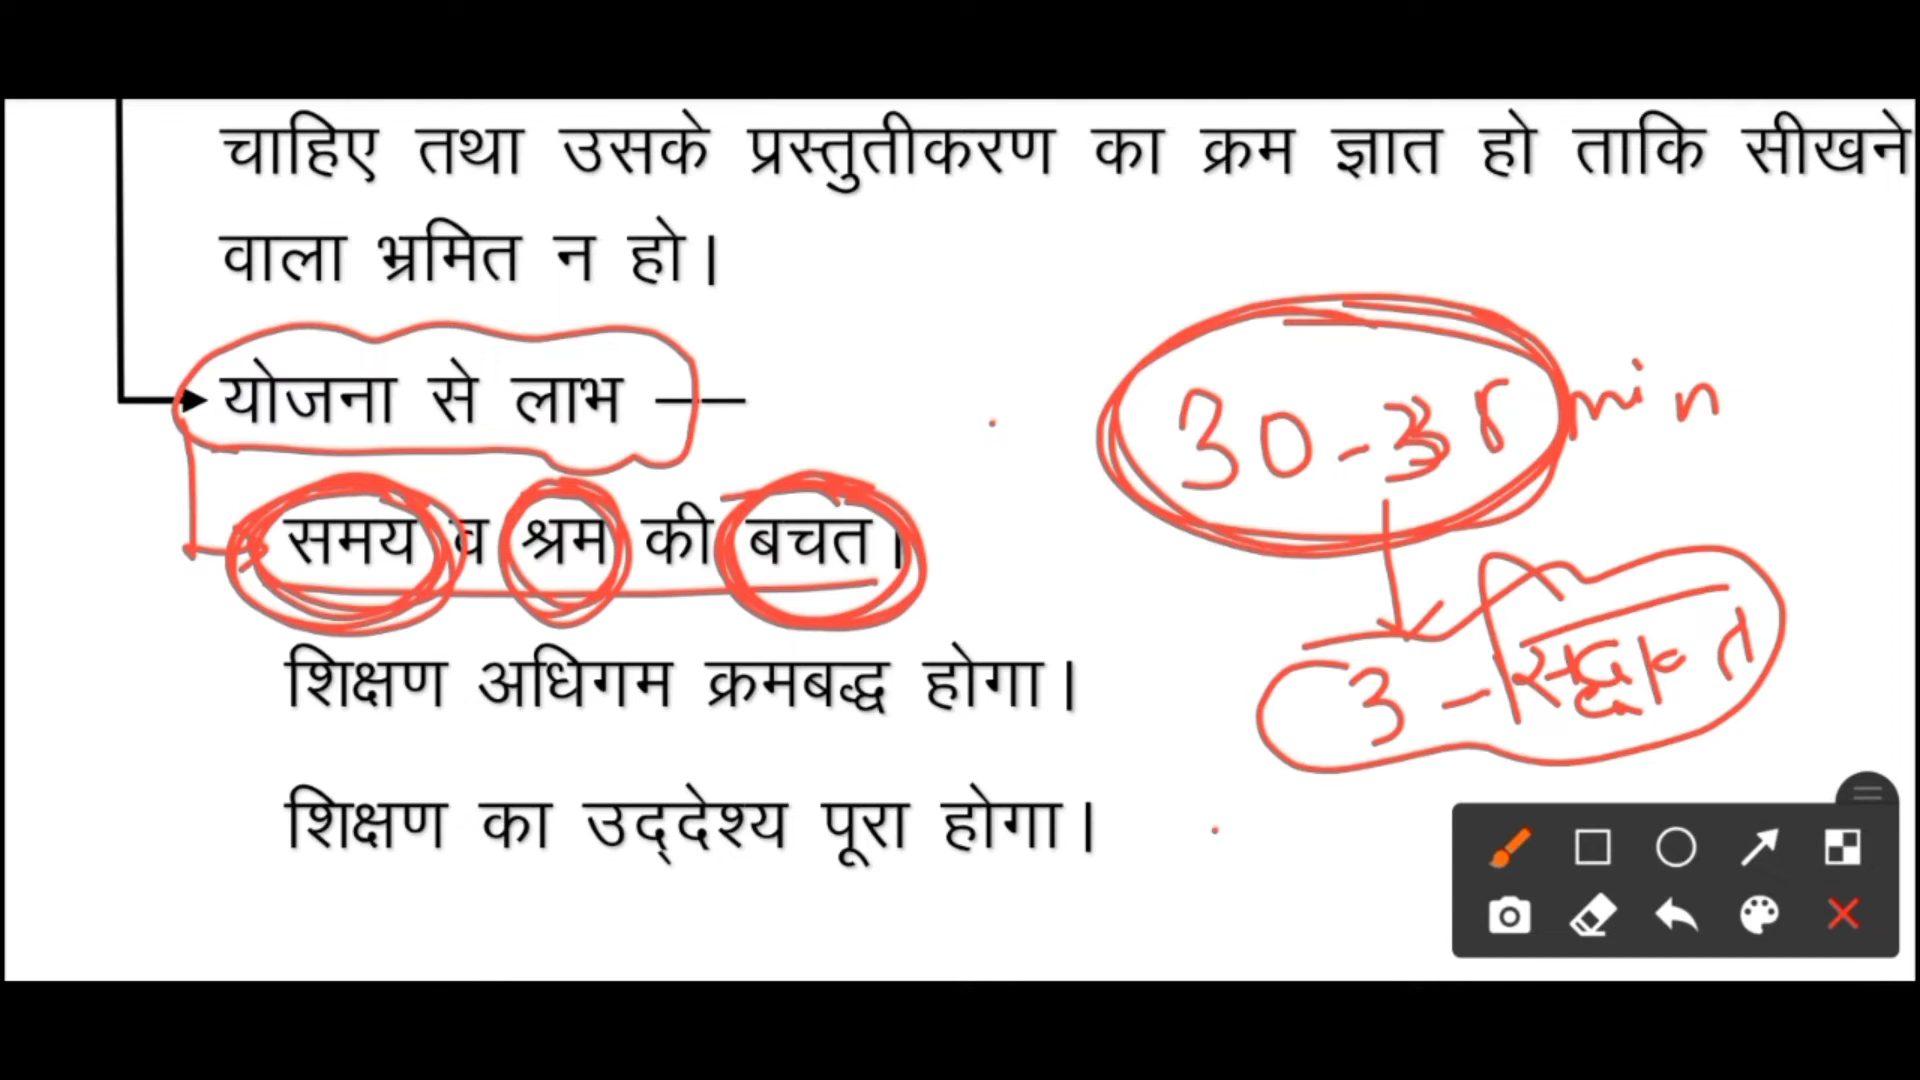 चाहिए तथा उसके प्रस्तुतीकरण का क्रम ज्ञात हो ताकि सीखने
वाला भ्रमित न हो।
योजना से लाभ —
समय व श्रम की बचत।
30-35 min
3 -
शिक्षण अधिगम क्रमबद्ध होगा।
शिक्षण का उद्देश्य पूरा होगा।